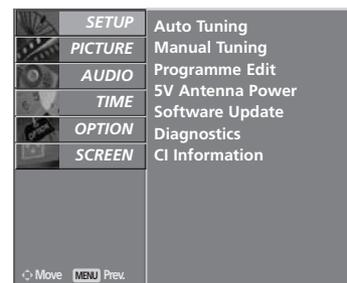 SETUP
PICTURE
AUDIO
TIME
OPTION
SCREEN
Auto Tuning
Manual Tuning
Programme Edit
5V Antenna Power
Software Update
Diagnostics
CI Information
Move MENU Prev.